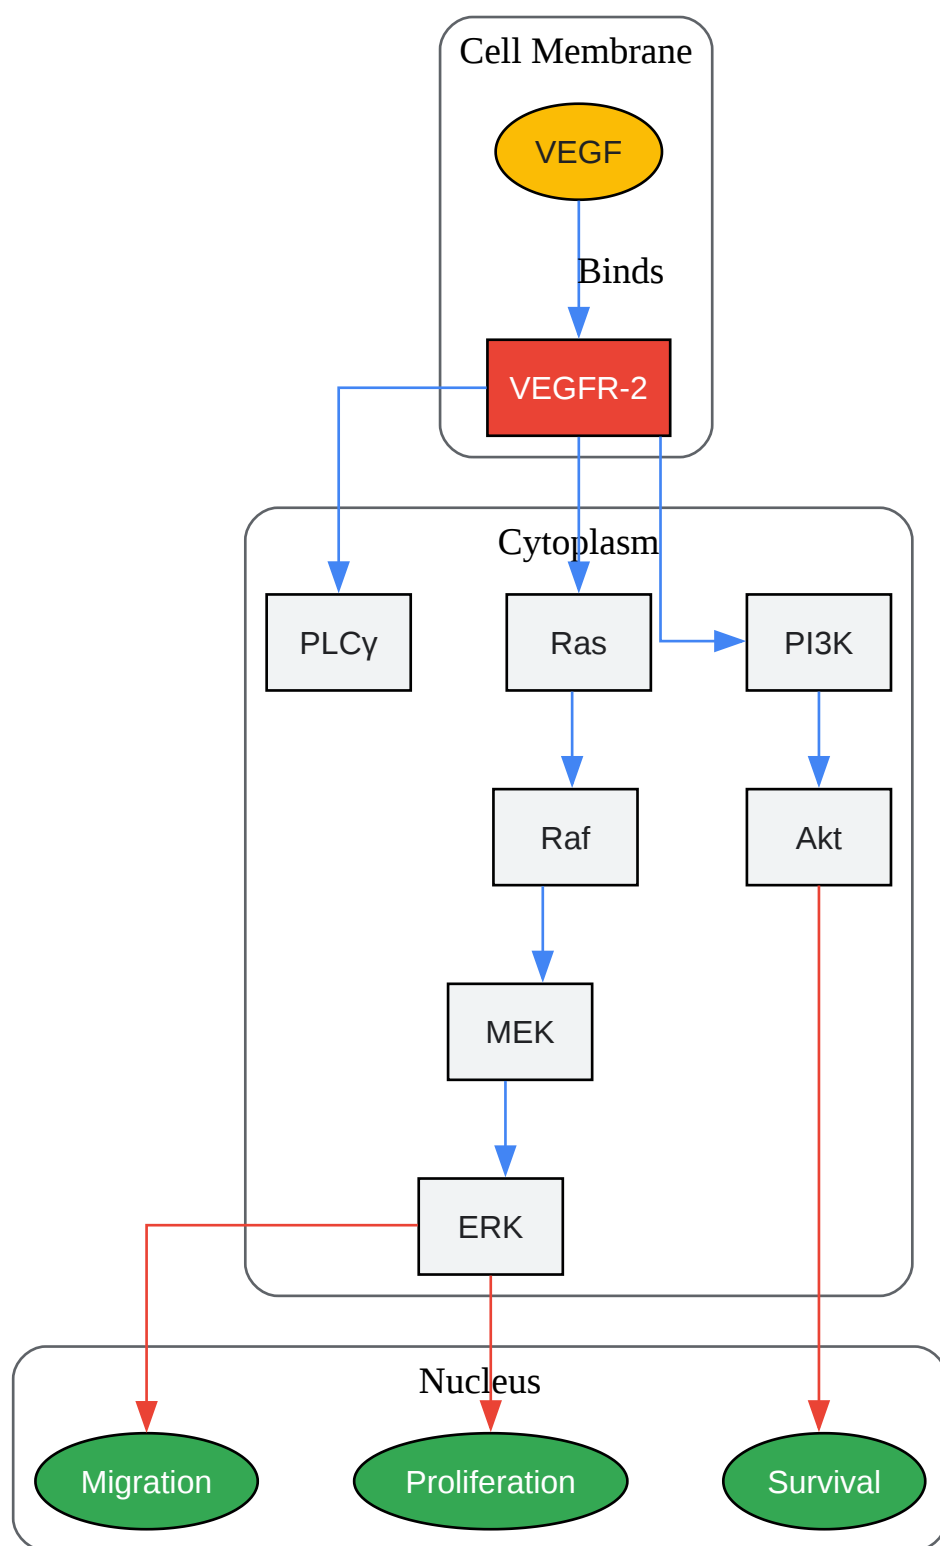 Cell Membrane
VEGF
Binds
VEGFR-2
Cytoplasm
PLCγ
Ras
PI3K
Raf
Akt
MEK
ERK
Nucleus
Migration
Proliferation
Survival